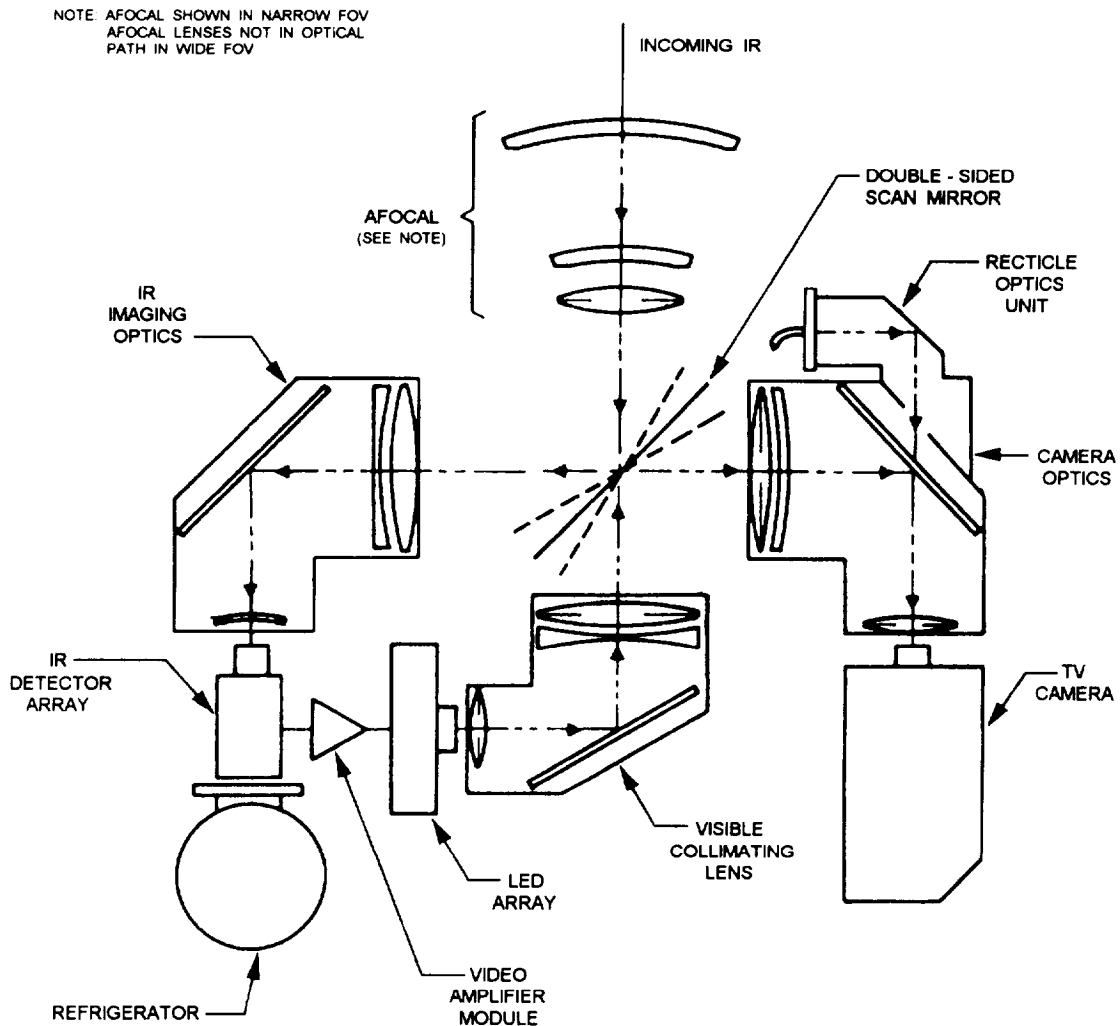 NOTE: AFOCAL SHOWN IN NARROW FOV
AFOCAL LENSES NOT IN OPTICAL
PATH IN WIDE FOV
INCOMING IR
DOUBLE - SIDED
SCAN MIRROR
AFOCAL
(SEE NOTE)
RECTICLE
OPTICS
UNIT
IR
IMAGING
OPTICS
CAMERA
OPTICS
IR
DETECTOR
ARRAY
TV
CAMERA
VISIBLE
COLLIMATING
LENS
LED
ARRAY
VIDEO
AMPLIFIER
MODULE
REFRIGERATOR